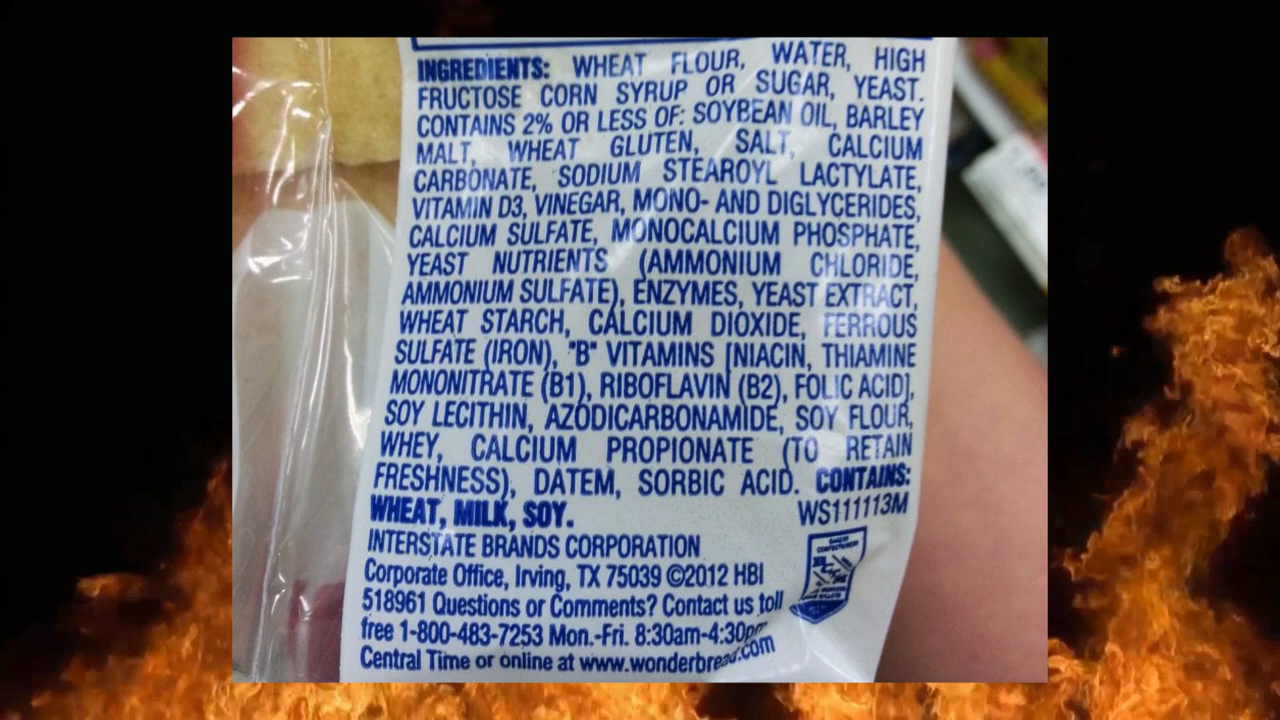 INGREDIENTS: WHEAT FLOUR, WATER, HIGH
FRUCTOSE CORN SYRUP OR SUGAR, YEAST.
CONTAINS 2% OR LESS OF: SOYBEAN OIL, BARLEY
MALT, WHEAT GLUTEN, SALT, CALCIUM
CARBONATE, SODIUM STEAROYL LACTYLATE,
VITAMIN D3, VINEGAR, MONO- AND DIGLYCERIDES,
CALCIUM SULFATE, MONOCALCIUM PHOSPHATE,
YEAST NUTRIENTS (AMMONIUM CHLORIDE,
AMMONIUM SULFATE), ENZYMES, YEAST EXTRACT,
WHEAT STARCH, CALCIUM DIOXIDE, FERROUS
SULFATE (IRON), "B" VITAMINS [NIACIN, THIAMINE
MONONITRATE (B1), RIBOFLAVIN (B2), FOLIC ACID],
SOY LECITHIN, AZODICARBONAMIDE, SOY FLOUR,
WHEY, CALCIUM PROPIONATE (TO RETAIN
FRESHNESS), DATEM, SORBIC ACID. CONTAINS:
WHEAT, MILK, SOY. WS111113M
INTERSTATE BRANDS CORPORATION
Corporate Office, Irving, TX 75039 ©2012 HBI
518961 Questions or Comments? Contact us toll
free 1-800-483-7253 Mon.-Fri. 8:30am-4:30pm
Central Time or online at www.wonderbread.com